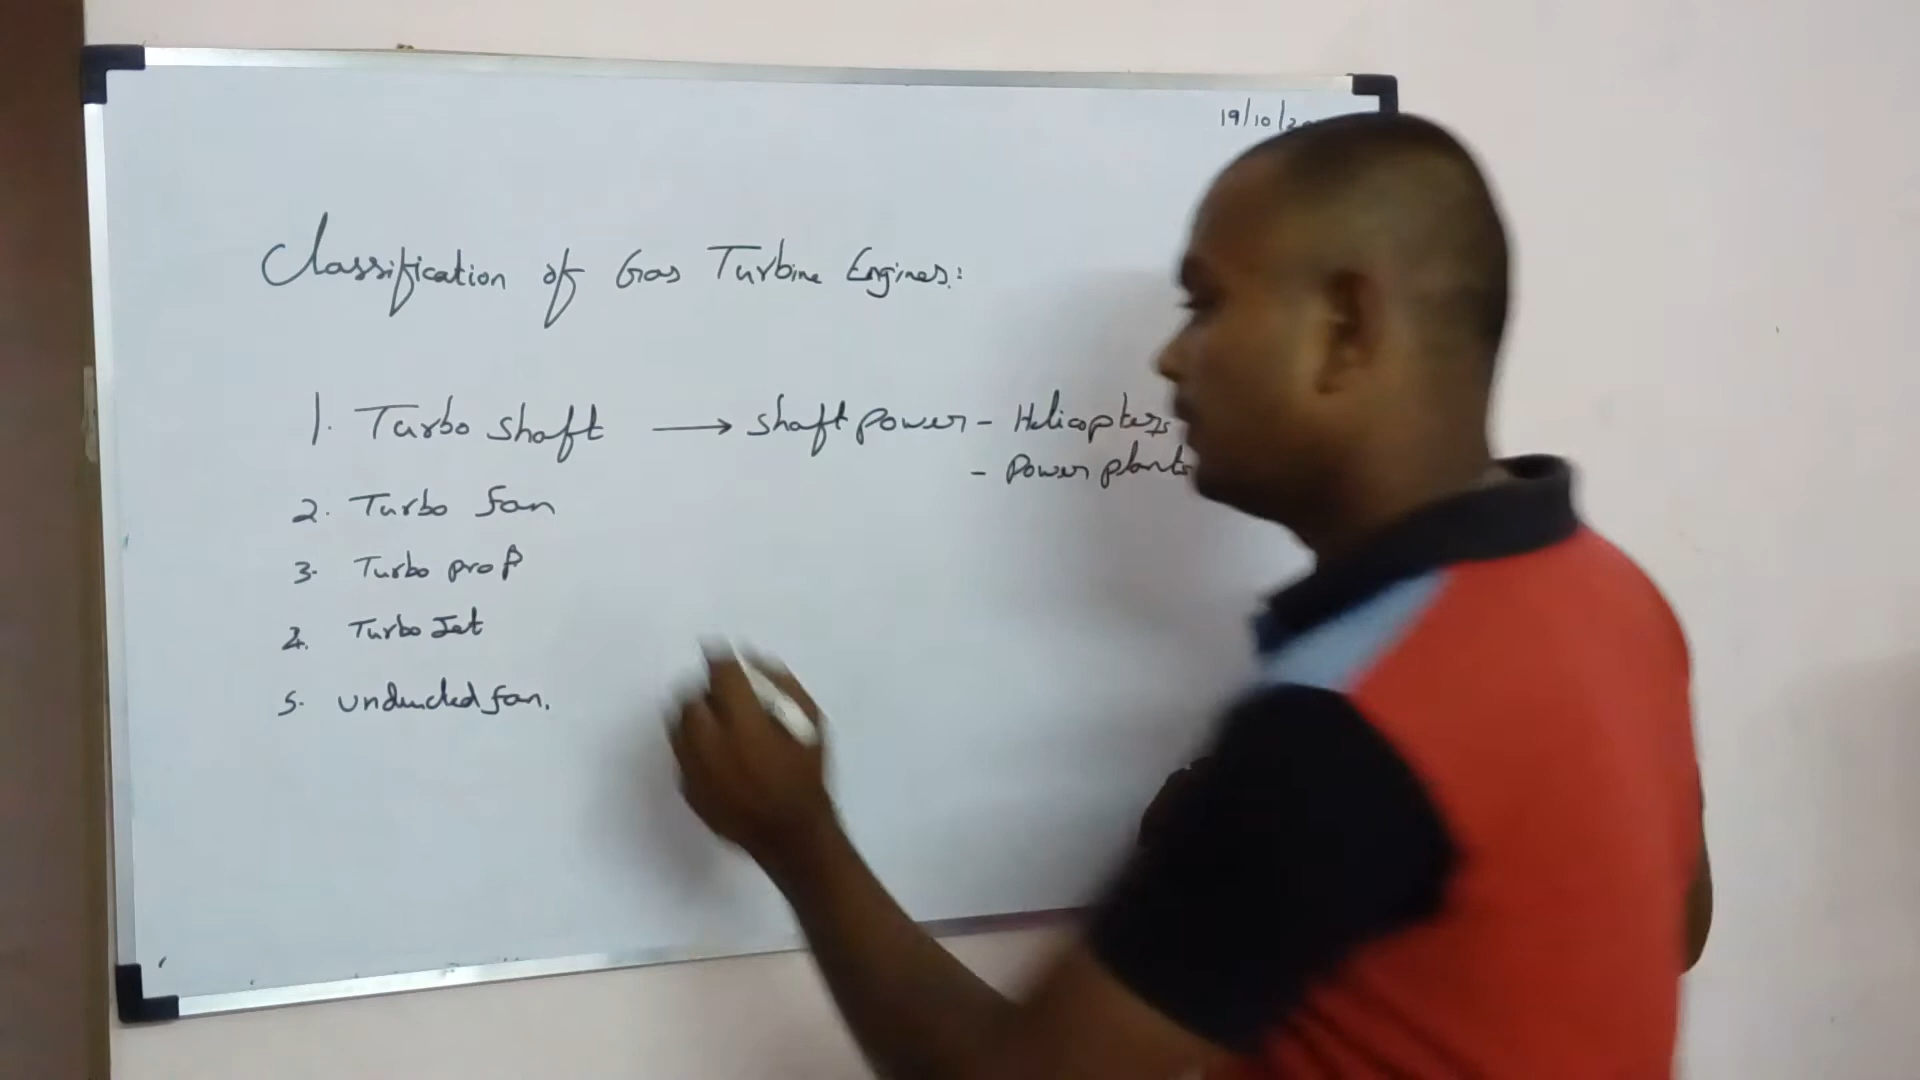 19/10/2
Classification of Gas Turbine Engines:
1. Turbo shaft → shaft power - Helicopters
- Power plants
2. Turbo fan
3. Turbo prop
4. Turbo Jet
5. unducted fan.